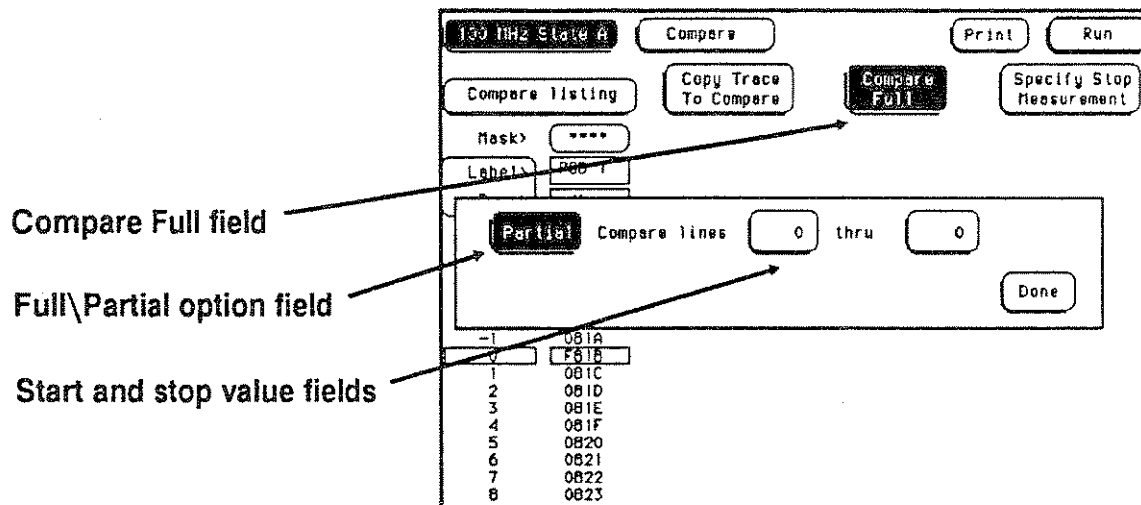 100 MHz State A Compare Print Run
Compare listing Copy Trace To Compare Compare Full Specify Stop Measurement
Mask> ****
Label> POD 1
Compare Full field
Partial Compare lines 0 thru 0
Full\Partial option field
Done
Start and stop value fields
-1 081A
0 F81B
1 081C
2 081D
3 081E
4 081F
5 0820
6 0821
7 0822
8 0823